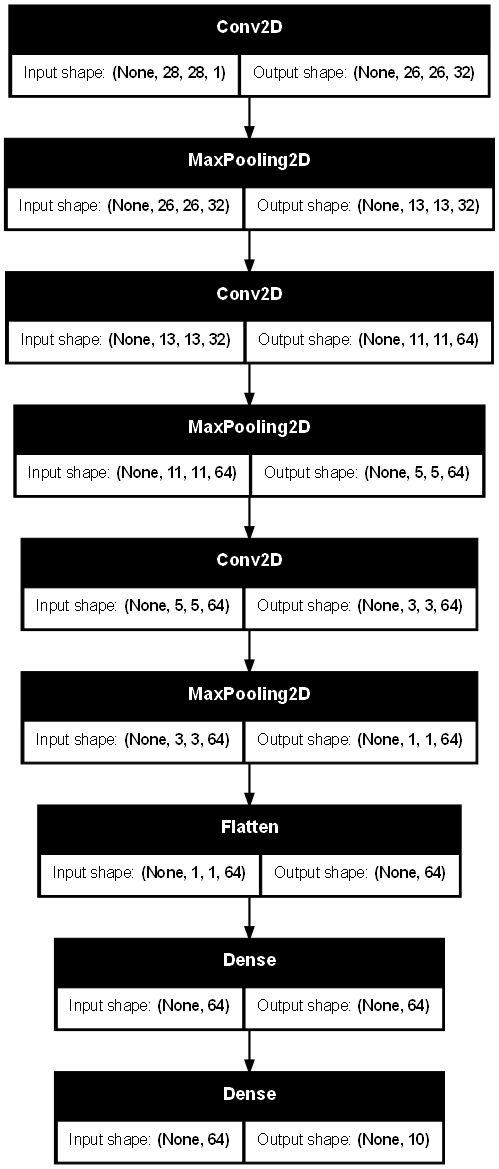 Conv2D
Input shape: (None, 28, 28, 1) Output shape: (None, 26, 26, 32)
MaxPooling2D
Input shape: (None, 26, 26, 32) Output shape: (None, 13, 13, 32)
Conv2D
Input shape: (None, 13, 13, 32) Output shape: (None, 11, 11, 64)
MaxPooling2D
Input shape: (None, 11, 11, 64) Output shape: (None, 5, 5, 64)
Conv2D
Input shape: (None, 5, 5, 64) Output shape: (None, 3, 3, 64)
MaxPooling2D
Input shape: (None, 3, 3, 64) Output shape: (None, 1, 1, 64)
Flatten
Input shape: (None, 1, 1, 64) Output shape: (None, 64)
Dense
Input shape: (None, 64) Output shape: (None, 64)
Dense
Input shape: (None, 64) Output shape: (None, 10)